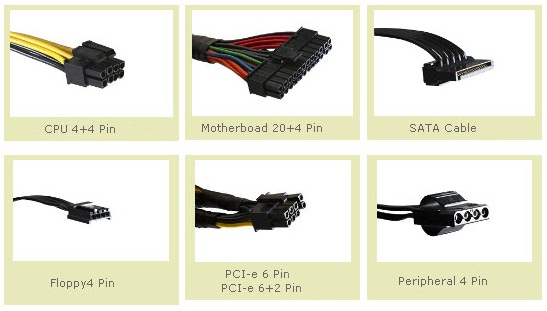 CPU 4+4 Pin
Motherboad 20+4 Pin
SATA Cable
Floppy4 Pin
PCI-e 6 Pin
PCI-e 6+2 Pin
Peripheral 4 Pin